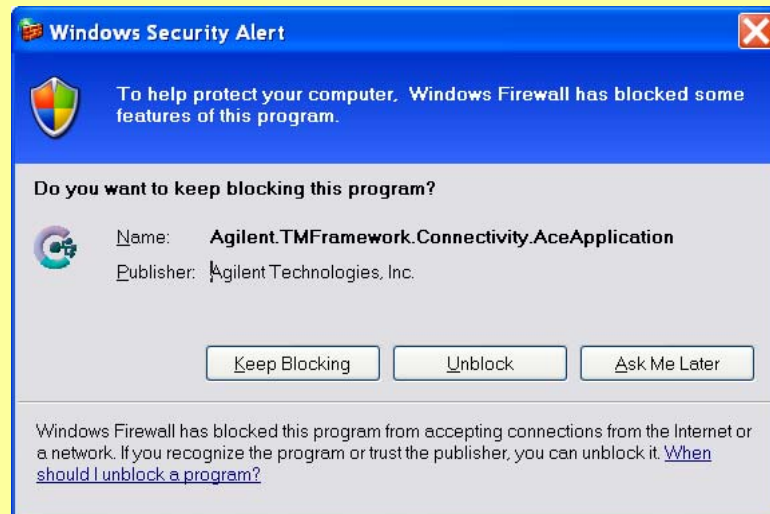 Windows Security Alert
To help protect your computer, Windows Firewall has blocked some
features of this program.
Do you want to keep blocking this program?
Name: Agilent.TMFramework.Connectivity.AceApplication
Publisher: Agilent Technologies, Inc.
Keep Blocking Unblock Ask Me Later
Windows Firewall has blocked this program from accepting connections from the Internet or
a network. If you recognize the program or trust the publisher, you can unblock it. When
should I unblock a program?